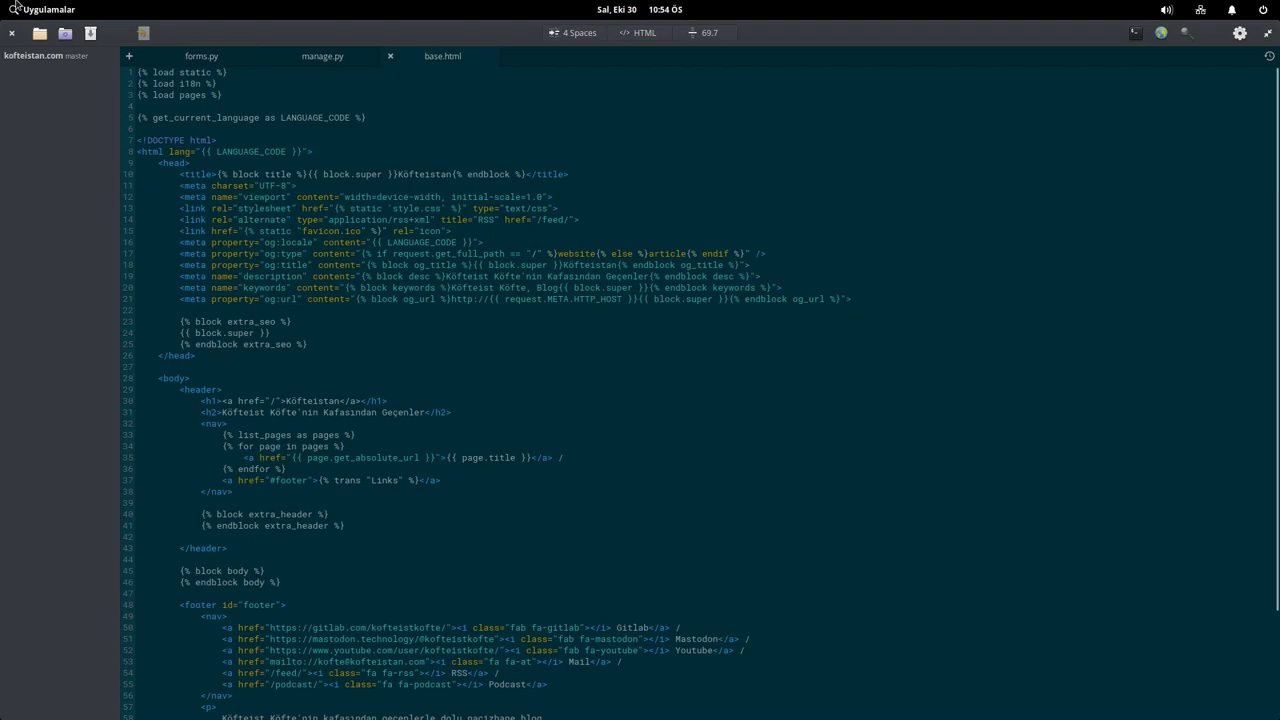 Uygulamalar
Sal, Eki 30 10:54 ÖS
4 Spaces </> HTML 69.7
kofteistan.com master
forms.py manage.py base.html
1 {% load static %}
2 {% load i18n %}
3 {% load pages %}
4
5 {% get_current_language as LANGUAGE_CODE %}
6
7 <!DOCTYPE html>
8 <html lang="{{ LANGUAGE_CODE }}">
9 <head>
10 <title>{% block title %}{{ block.super }}Köfteistan{% endblock %}</title>
11 <meta charset="UTF-8">
12 <meta name="viewport" content="width=device-width, initial-scale=1.0">
13 <link rel="stylesheet" href="{% static 'style.css' %}" type="text/css">
14 <link rel="alternate" type="application/rss+xml" title="RSS" href="/feed/">
15 <link href="{% static "favicon.ico" %}" rel="icon">
16 <meta property="og:locale" content="{{ LANGUAGE_CODE }}">
17 <meta property="og:type" content="{% if request.get_full_path == "/" %}website{% else %}article{% endif %}" />
18 <meta property="og:title" content="{% block og_title %}{{ block.super }}Köfteistan{% endblock og_title %}">
19 <meta name="description" content="{% block desc %}Köfteist Köfte'nin Kafasından Geçenler{% endblock desc %}">
20 <meta name="keywords" content="{% block keywords %}Köfteist Köfte, Blog{{ block.super }}{% endblock keywords %}">
21 <meta property="og:url" content="{% block og_url %}http://{{ request.META.HTTP_HOST }}{{ block.super }}{% endblock og_url %}">
22
23 {% block extra_seo %}
24 {{ block.super }}
25 {% endblock extra_seo %}
26 </head>
27
28 <body>
29 <header>
30 <h1><a href="/">Köfteistan</a></h1>
31 <h2>Köfteist Köfte'nin Kafasından Geçenler</h2>
32 <nav>
33 {% list_pages as pages %}
34 {% for page in pages %}
35 <a href="{{ page.get_absolute_url }}">{{ page.title }}</a> /
36 {% endfor %}
37 <a href="#footer">{% trans "Links" %}</a>
38 </nav>
39
40 {% block extra_header %}
41 {% endblock extra_header %}
42
43 </header>
44
45 {% block body %}
46 {% endblock body %}
47
48 <footer id="footer">
49 <nav>
50 <a href="https://gitlab.com/kofteistkofte/"><i class="fab fa-gitlab"></i> Gitlab</a> /
51 <a href="https://mastodon.technology/@kofteistkofte"><i class="fab fa-mastodon"></i> Mastodon</a> /
52 <a href="https://www.youtube.com/user/kofteistkofte"><i class="fab fa-youtube"></i> Youtube</a> /
53 <a href="mailto:kofte@kofteistan.com"><i class="fa fa-at"></i> Mail</a> /
54 <a href="/feed/"><i class="fa fa-rss"></i> RSS</a> /
55 <a href="/podcast/"><i class="fa fa-podcast"></i> Podcast</a>
56 </nav>
57 <p>
58 Köfteist Köfte'nin kafasından geçenlerle dolu naçizhane blog